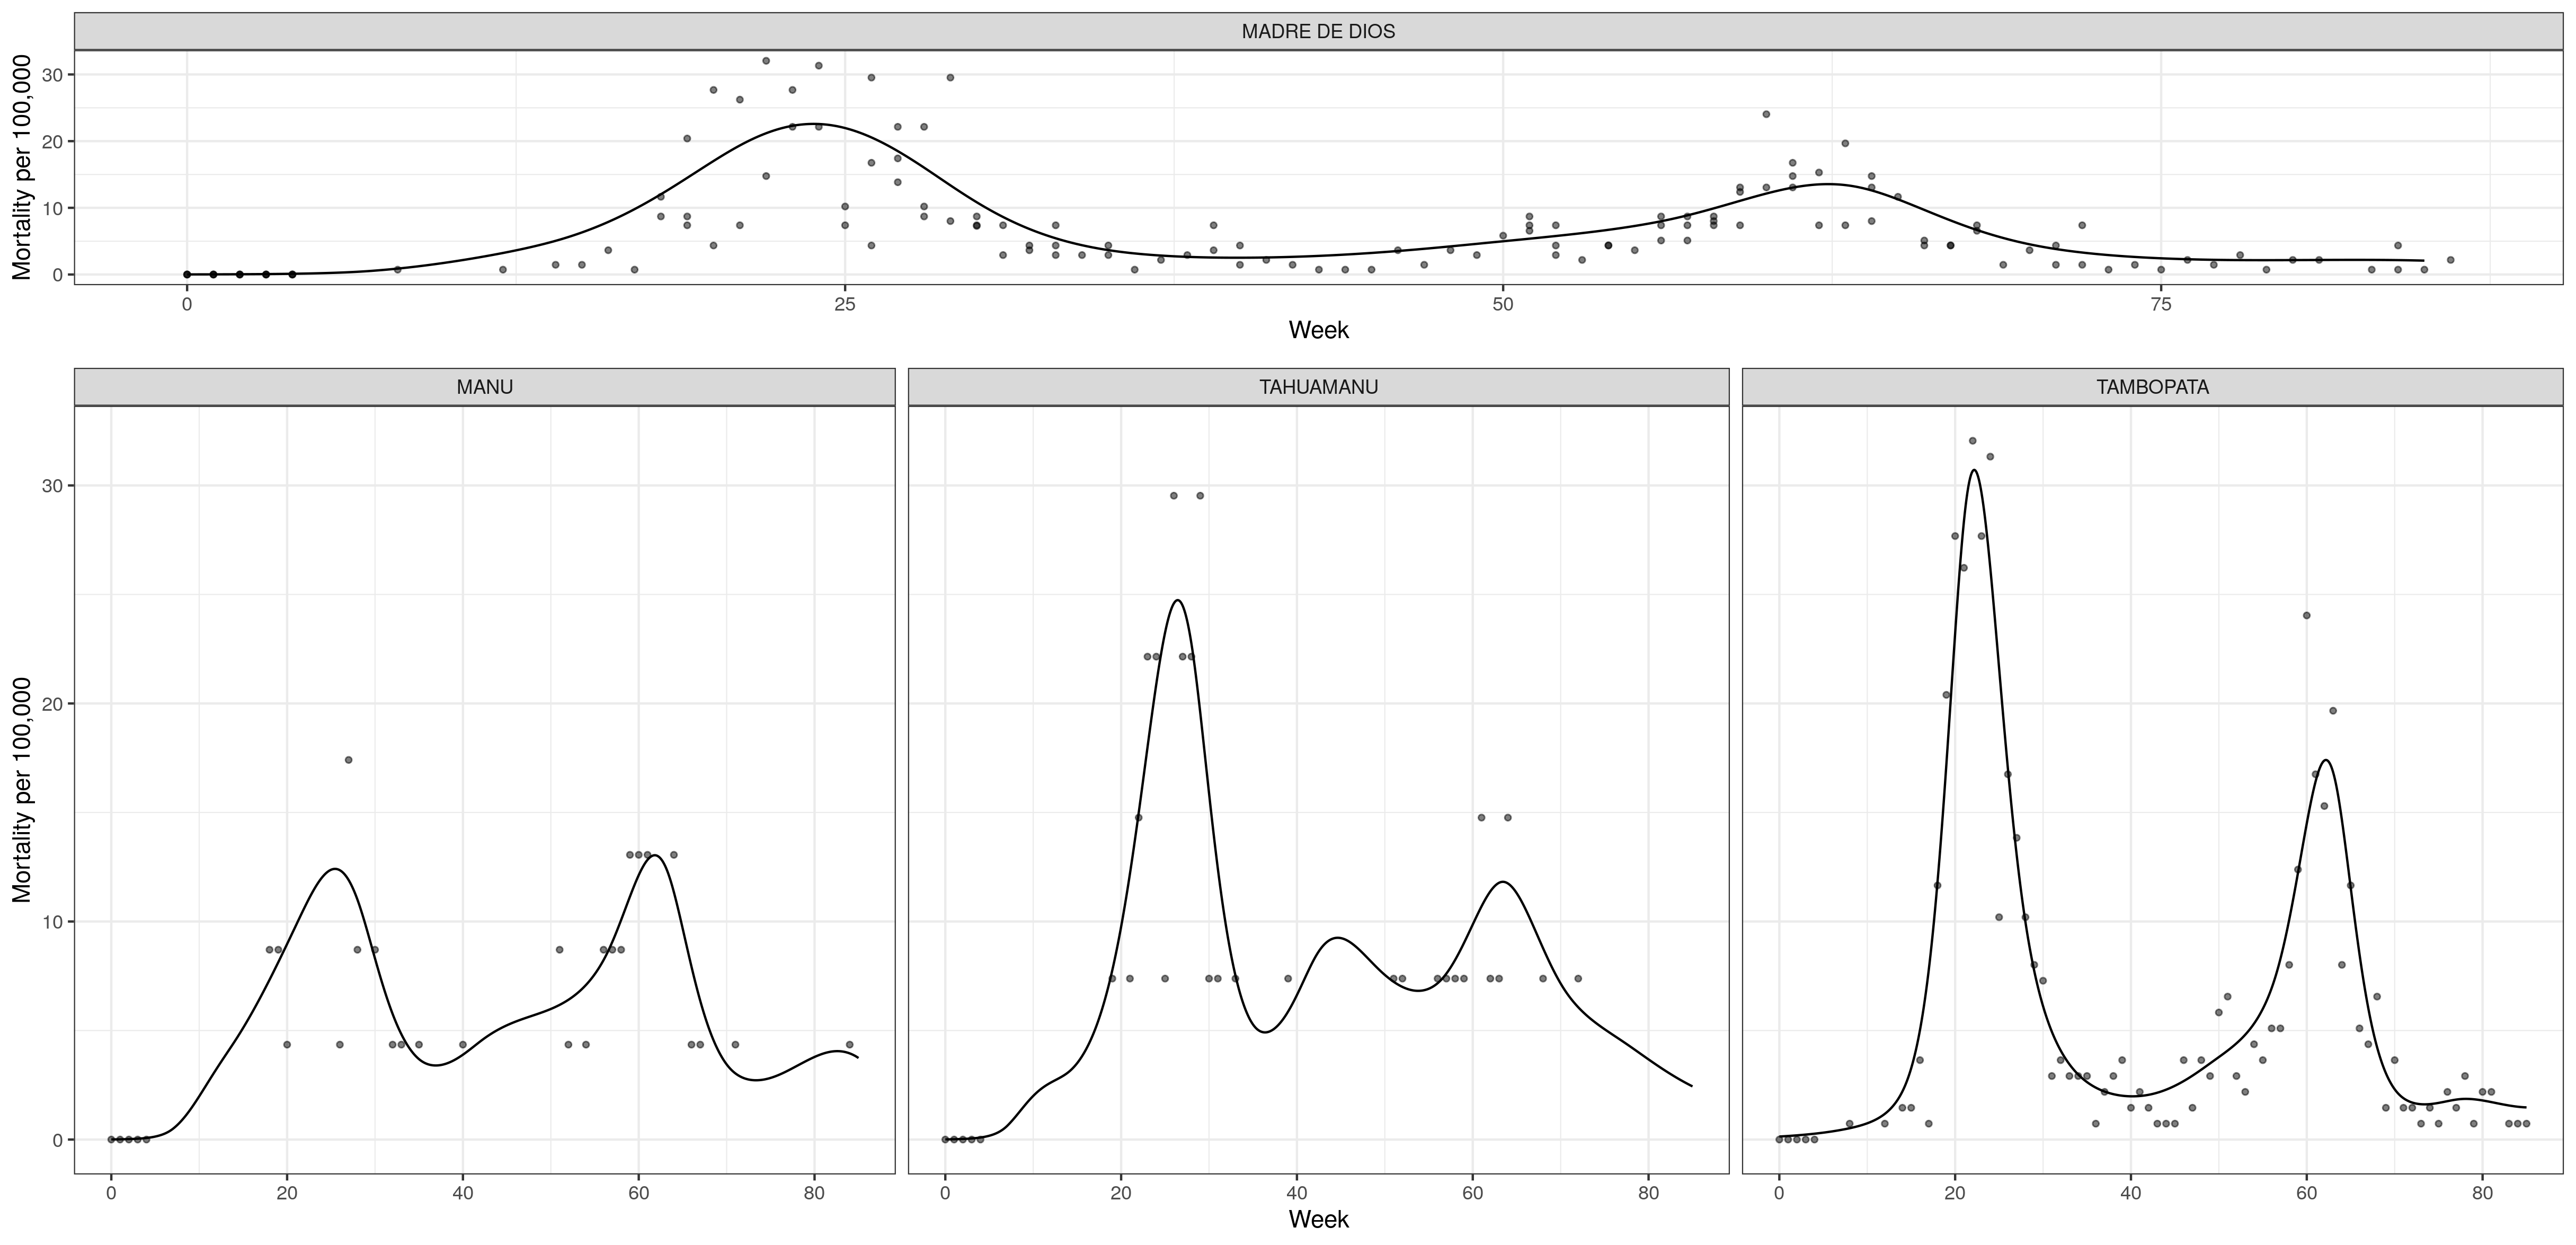 MADRE DE DIOS
Mortality per 100,000
30
20
10
0
0 25 50 75
Week
MANU TAHUAMANU TAMBOPATA
Mortality per 100,000
30
20
10
0
0 20 40 60 80 0 20 40 60 80 0 20 40 60 80
Week